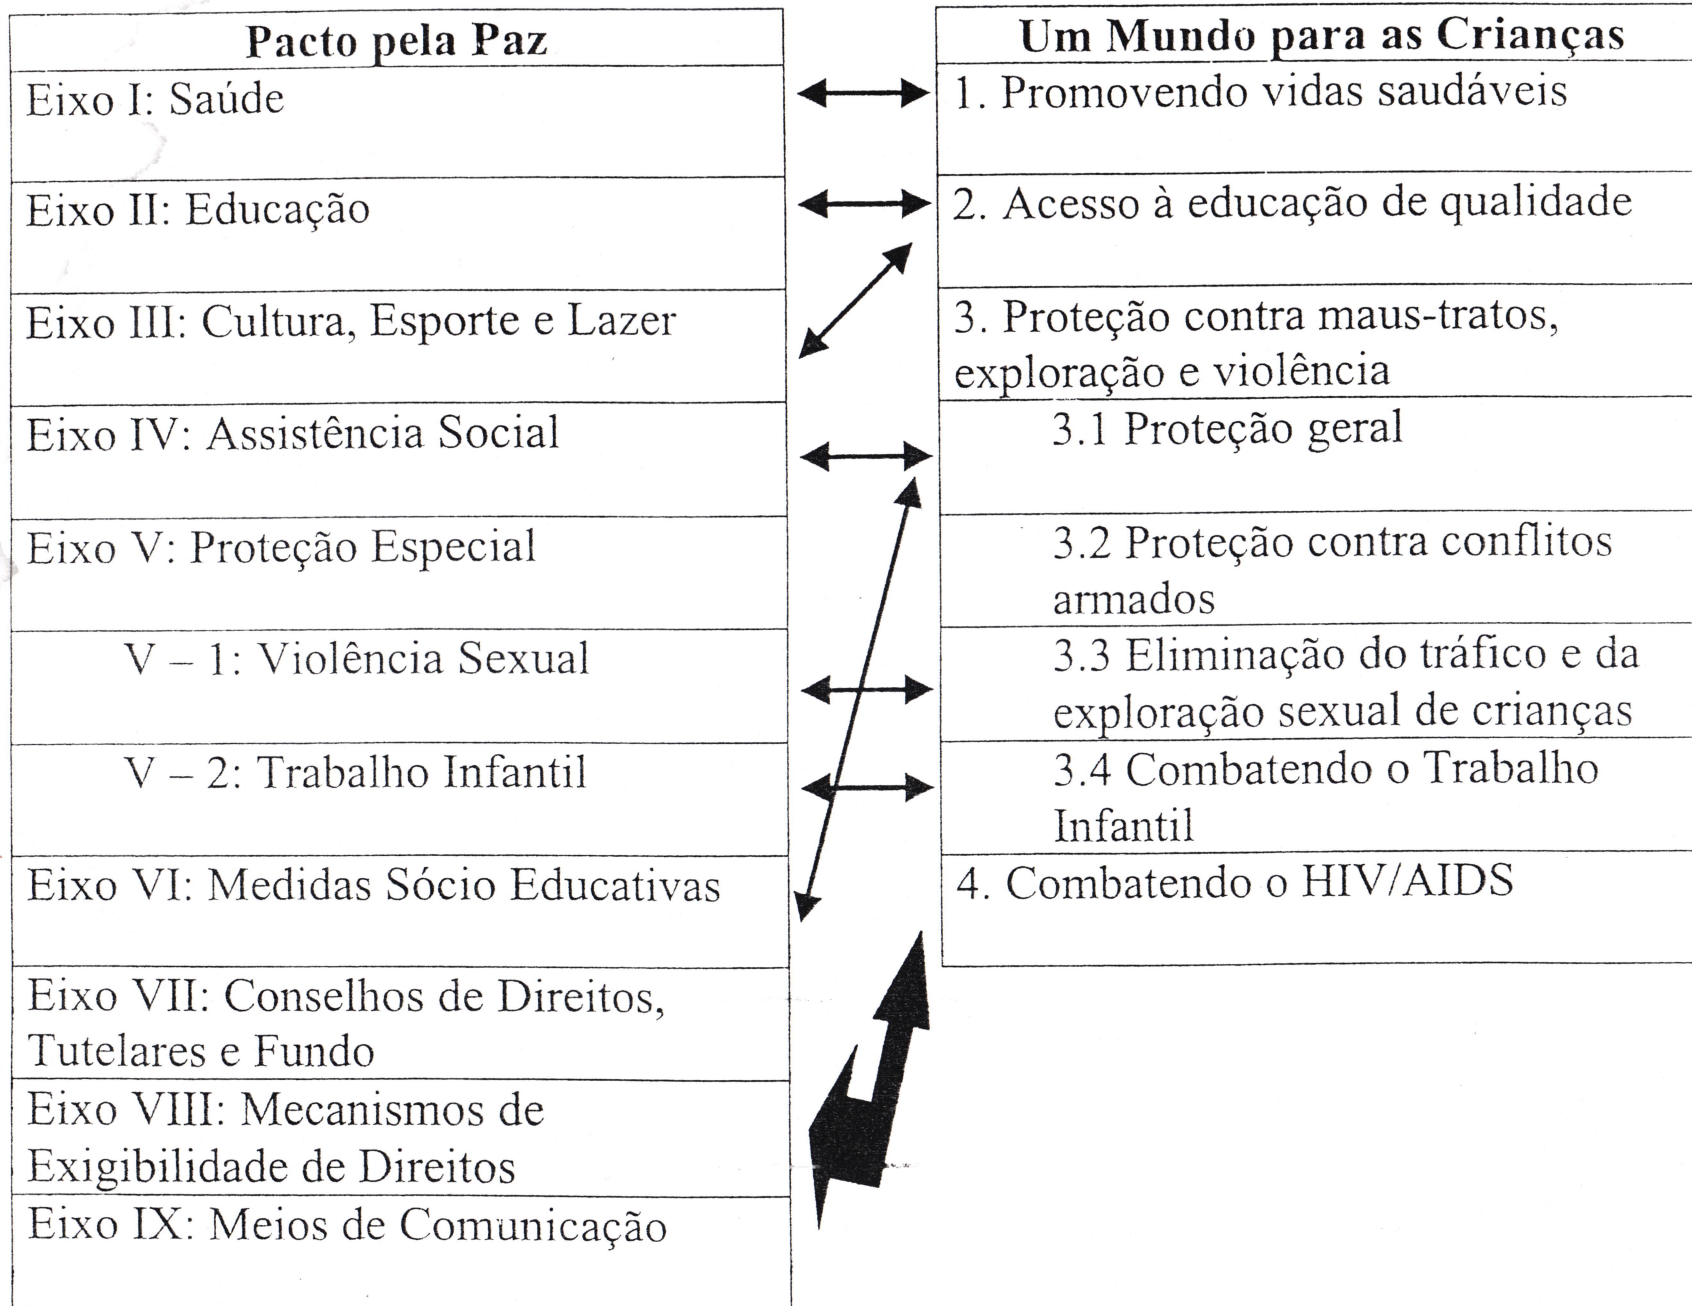 Pacto pela Paz
Eixo I: Saúde
Eixo II: Educação
Eixo III: Cultura, Esporte e Lazer
Eixo IV: Assistência Social
Eixo V: Proteção Especial
V – 1: Violência Sexual
V – 2: Trabalho Infantil
Eixo VI: Medidas Sócio Educativas
Eixo VII: Conselhos de Direitos,
Tutelares e Fundo
Eixo VIII: Mecanismos de
Exigibilidade de Direitos
Eixo IX: Meios de Comunicação
Um Mundo para as Crianças
1. Promovendo vidas saudáveis
2. Acesso à educação de qualidade
3. Proteção contra maus-tratos,
exploração e violência
3.1 Proteção geral
3.2 Proteção contra conflitos
armados
3.3 Eliminação do tráfico e da
exploração sexual de crianças
3.4 Combatendo o Trabalho
Infantil
4. Combatendo o HIV/AIDS